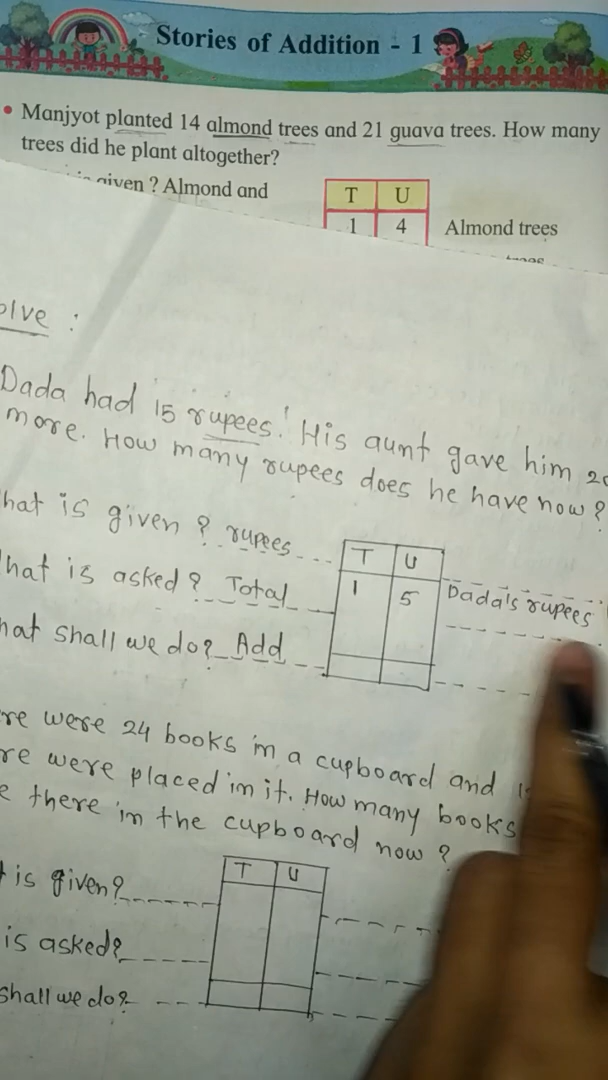 Stories of Addition - 1
• Manjyot planted 14 almond trees and 21 guava trees. How many
trees did he plant altogether?
given ? Almond and
T U
1 4 Almond trees
olve :
Dada had 15 rupees. His aunt gave him 20
more. How many rupees does he have now?
hat is given ? rupees
T U
hat is asked? Total
1 5 Dada's rupees
hat shall we do? Add
re were 24 books in a cupboard and
re were placed in it. How many books
e there in the cupboard now?
T U
t is given?
is asked?
shall we do?